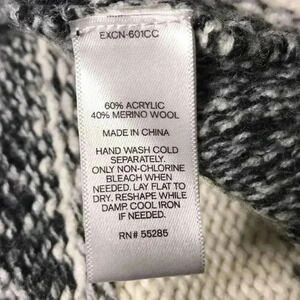 EXCN-601CC
60% ACRYLIC
40% MERINO WOOL
MADE IN CHINA
HAND WASH COLD
SEPARATELY.
ONLY NON-CHLORINE
BLEACH WHEN
NEEDED. LAY FLAT TO
DRY. RESHAPE WHILE
DAMP. COOL IRON
IF NEEDED.
RN# 55285